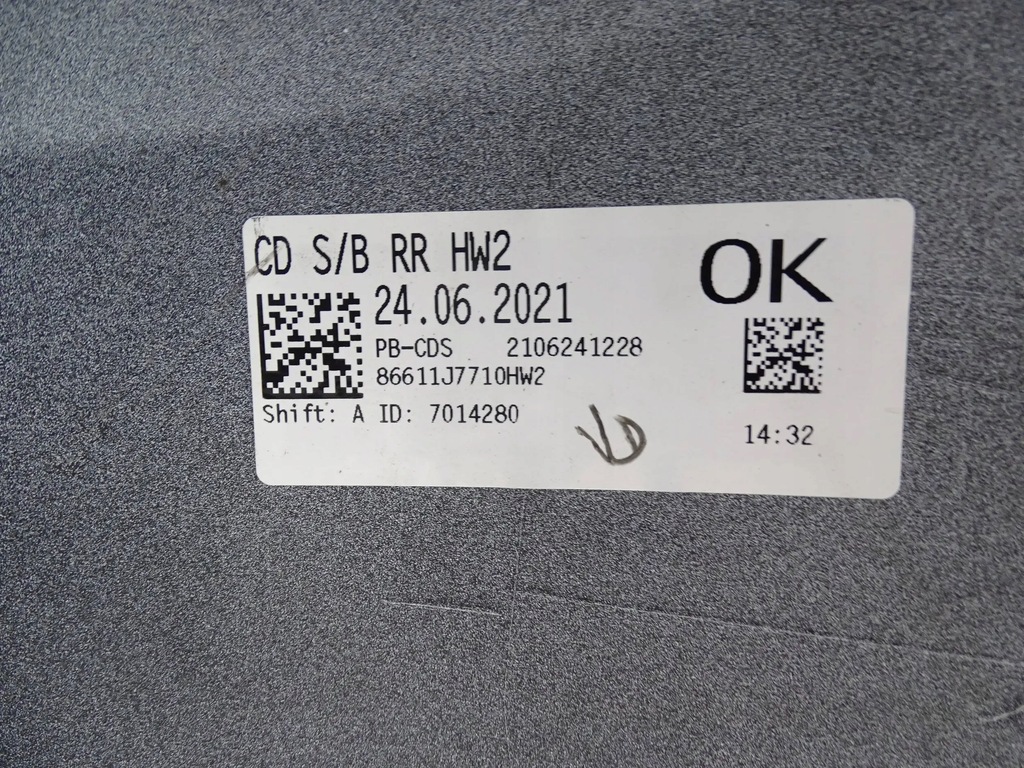 CD S/B RR HW2
OK
24.06.2021
PB-CDS 2106241228
86611J7710HW2
Shift: A ID: 7014280
14:32